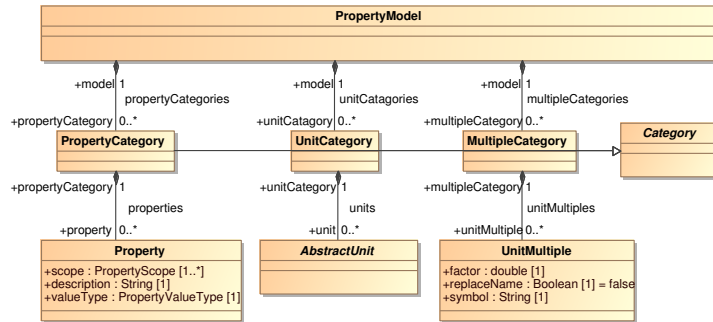 PropertyModel
+model 1
+model 1
+model 1
propertyCategories
unitCatagories
multipleCategories
+propertyCategory 0..*
+unitCatagory 0..*
+multipleCategory 0..*
PropertyCategory
UnitCategory
MultipleCategory
Category
+propertyCategory 1
+unitCategory 1
+multipleCategory 1
properties
units
unitMultiples
+property 0..*
+unit 0..*
+unitMultiple 0..*
Property
AbstractUnit
UnitMultiple
+scope : PropertyScope [1..*]
+description : String [1]
+valueType : PropertyValueType [1]
+factor : double [1]
+replaceName : Boolean [1] = false
+symbol : String [1]